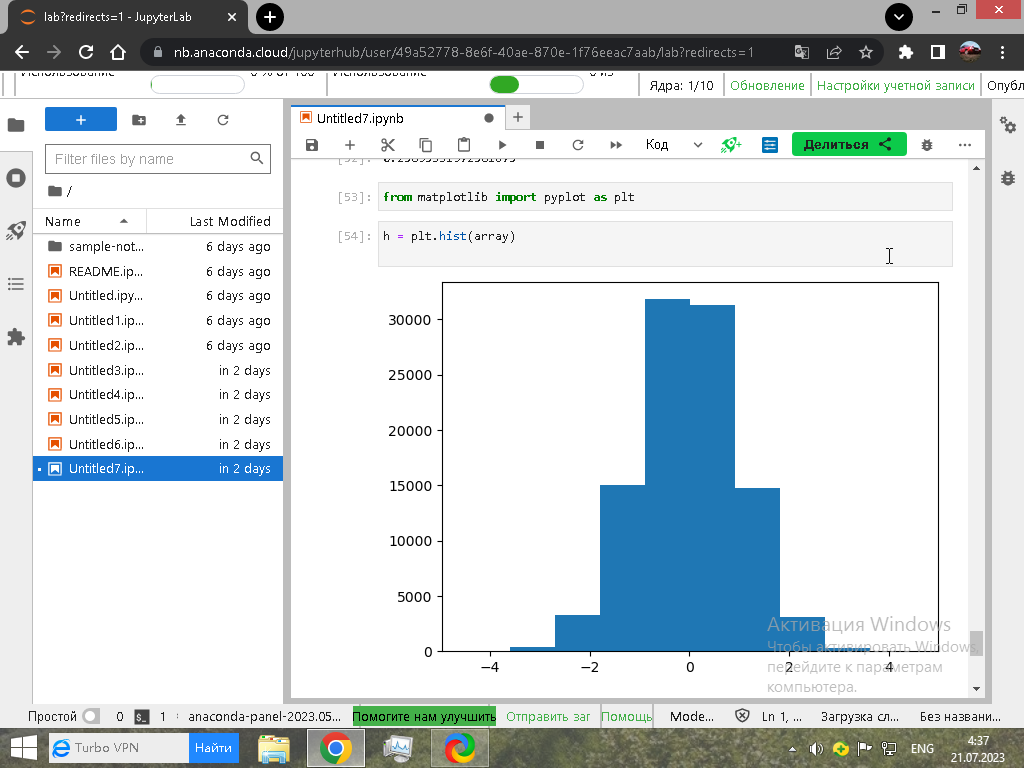 lab?redirects=1 - JupyterLab
nb.anaconda.cloud/jupyterhub/user/49a52778-8e6f-40ae-870e-1f76eeac7aab/lab?redirects=1
Использование
0 % от 100
Использование
0 из
Ядра: 1/10
Обновление
Настройки учетной записи
Опубл
Filter files by name
/
Name
Last Modified
sample-not...
6 days ago
README.ip...
6 days ago
Untitled.ipy...
6 days ago
Untitled1.ip...
6 days ago
Untitled2.ip...
6 days ago
Untitled3.ip...
in 2 days
Untitled4.ip...
in 2 days
Untitled5.ip...
in 2 days
Untitled6.ip...
in 2 days
Untitled7.ip...
in 2 days
Untitled7.ipynb
Код
Делиться
[53]: from matplotlib import pyplot as plt
[54]: h = plt.hist(array)
30000
25000
20000
15000
10000
5000
0
−4 −2 0 2 4
Активация Windows
Чтобы активировать Windows,
перейдите к параметрам
компьютера.
Простой
0
1
anaconda-panel-2023.05...
Помогите нам улучшить
Отправить заг
Помощь
Mode...
Ln 1, ...
Загрузка сл...
Без названи...
Turbo VPN
Найти
ENG
4:37
21.07.2023